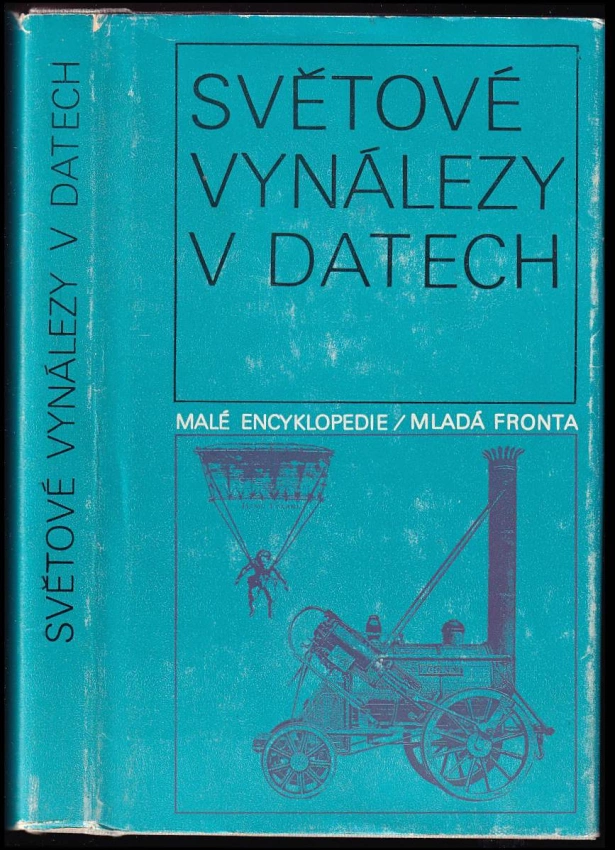 SVĚTOVÉ VYNÁLEZY V DATECH
SVĚTOVÉ
VYNÁLEZY
V DATECH
MALÉ ENCYKLOPEDIE / MLADÁ FRONTA